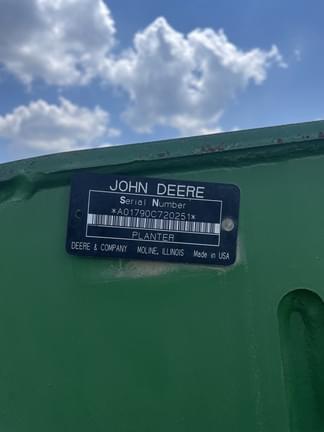 JOHN DEERE
Serial Number
*A01790C720251*
PLANTER
DEERE & COMPANY MOLINE, ILLINOIS Made in USA